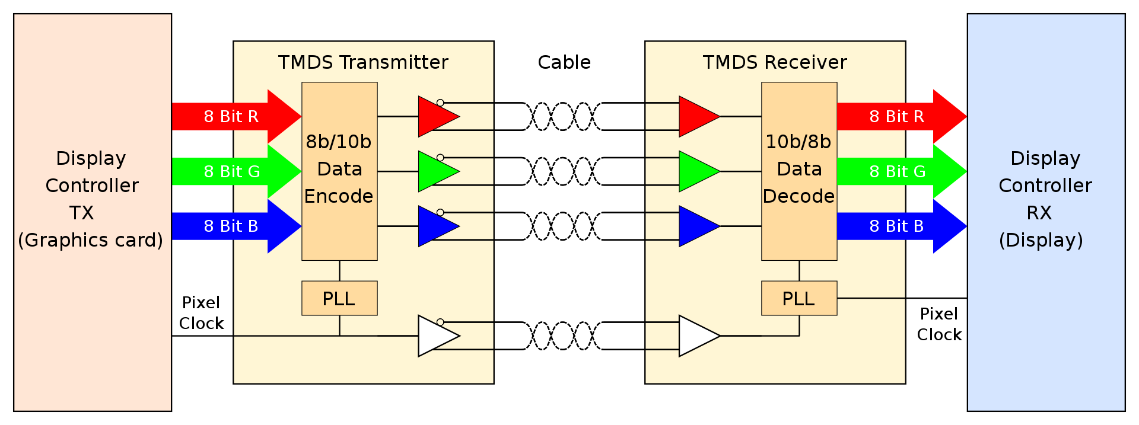 Display
Controller
TX
(Graphics card)
8 Bit R
8 Bit G
8 Bit B
Pixel
Clock
TMDS Transmitter
8b/10b
Data
Encode
PLL
Cable
TMDS Receiver
10b/8b
Data
Decode
PLL
8 Bit R
8 Bit G
8 Bit B
Pixel
Clock
Display
Controller
RX
(Display)